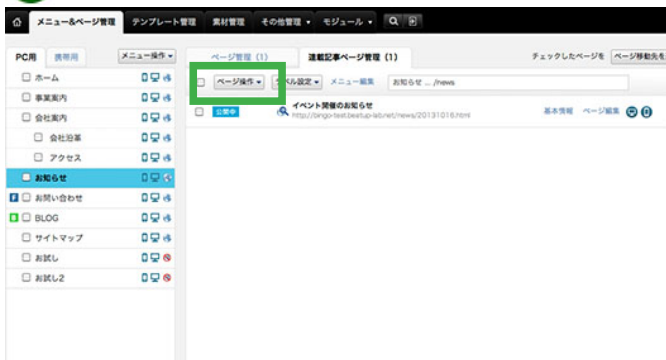 メニュー&ページ管理 テンプレート管理 素材管理 その他管理 モジュール
PC用 携帯用 メニュー操作 ページ管理 (1) 連載記事ページ管理 (1) チェックしたページを ページ移動先を
ホーム
ページ操作 ラベル設定 メニュー編集 お知らせ ... /news
事業案内
会社案内
公開中 イベント開催のお知らせ
http://bingo-test.beatup-lab.net/news/20131016.html
基本情報 ページ編集
会社沿革
アクセス
お知らせ
お問い合わせ
BLOG
サイトマップ
お試し
お試し2